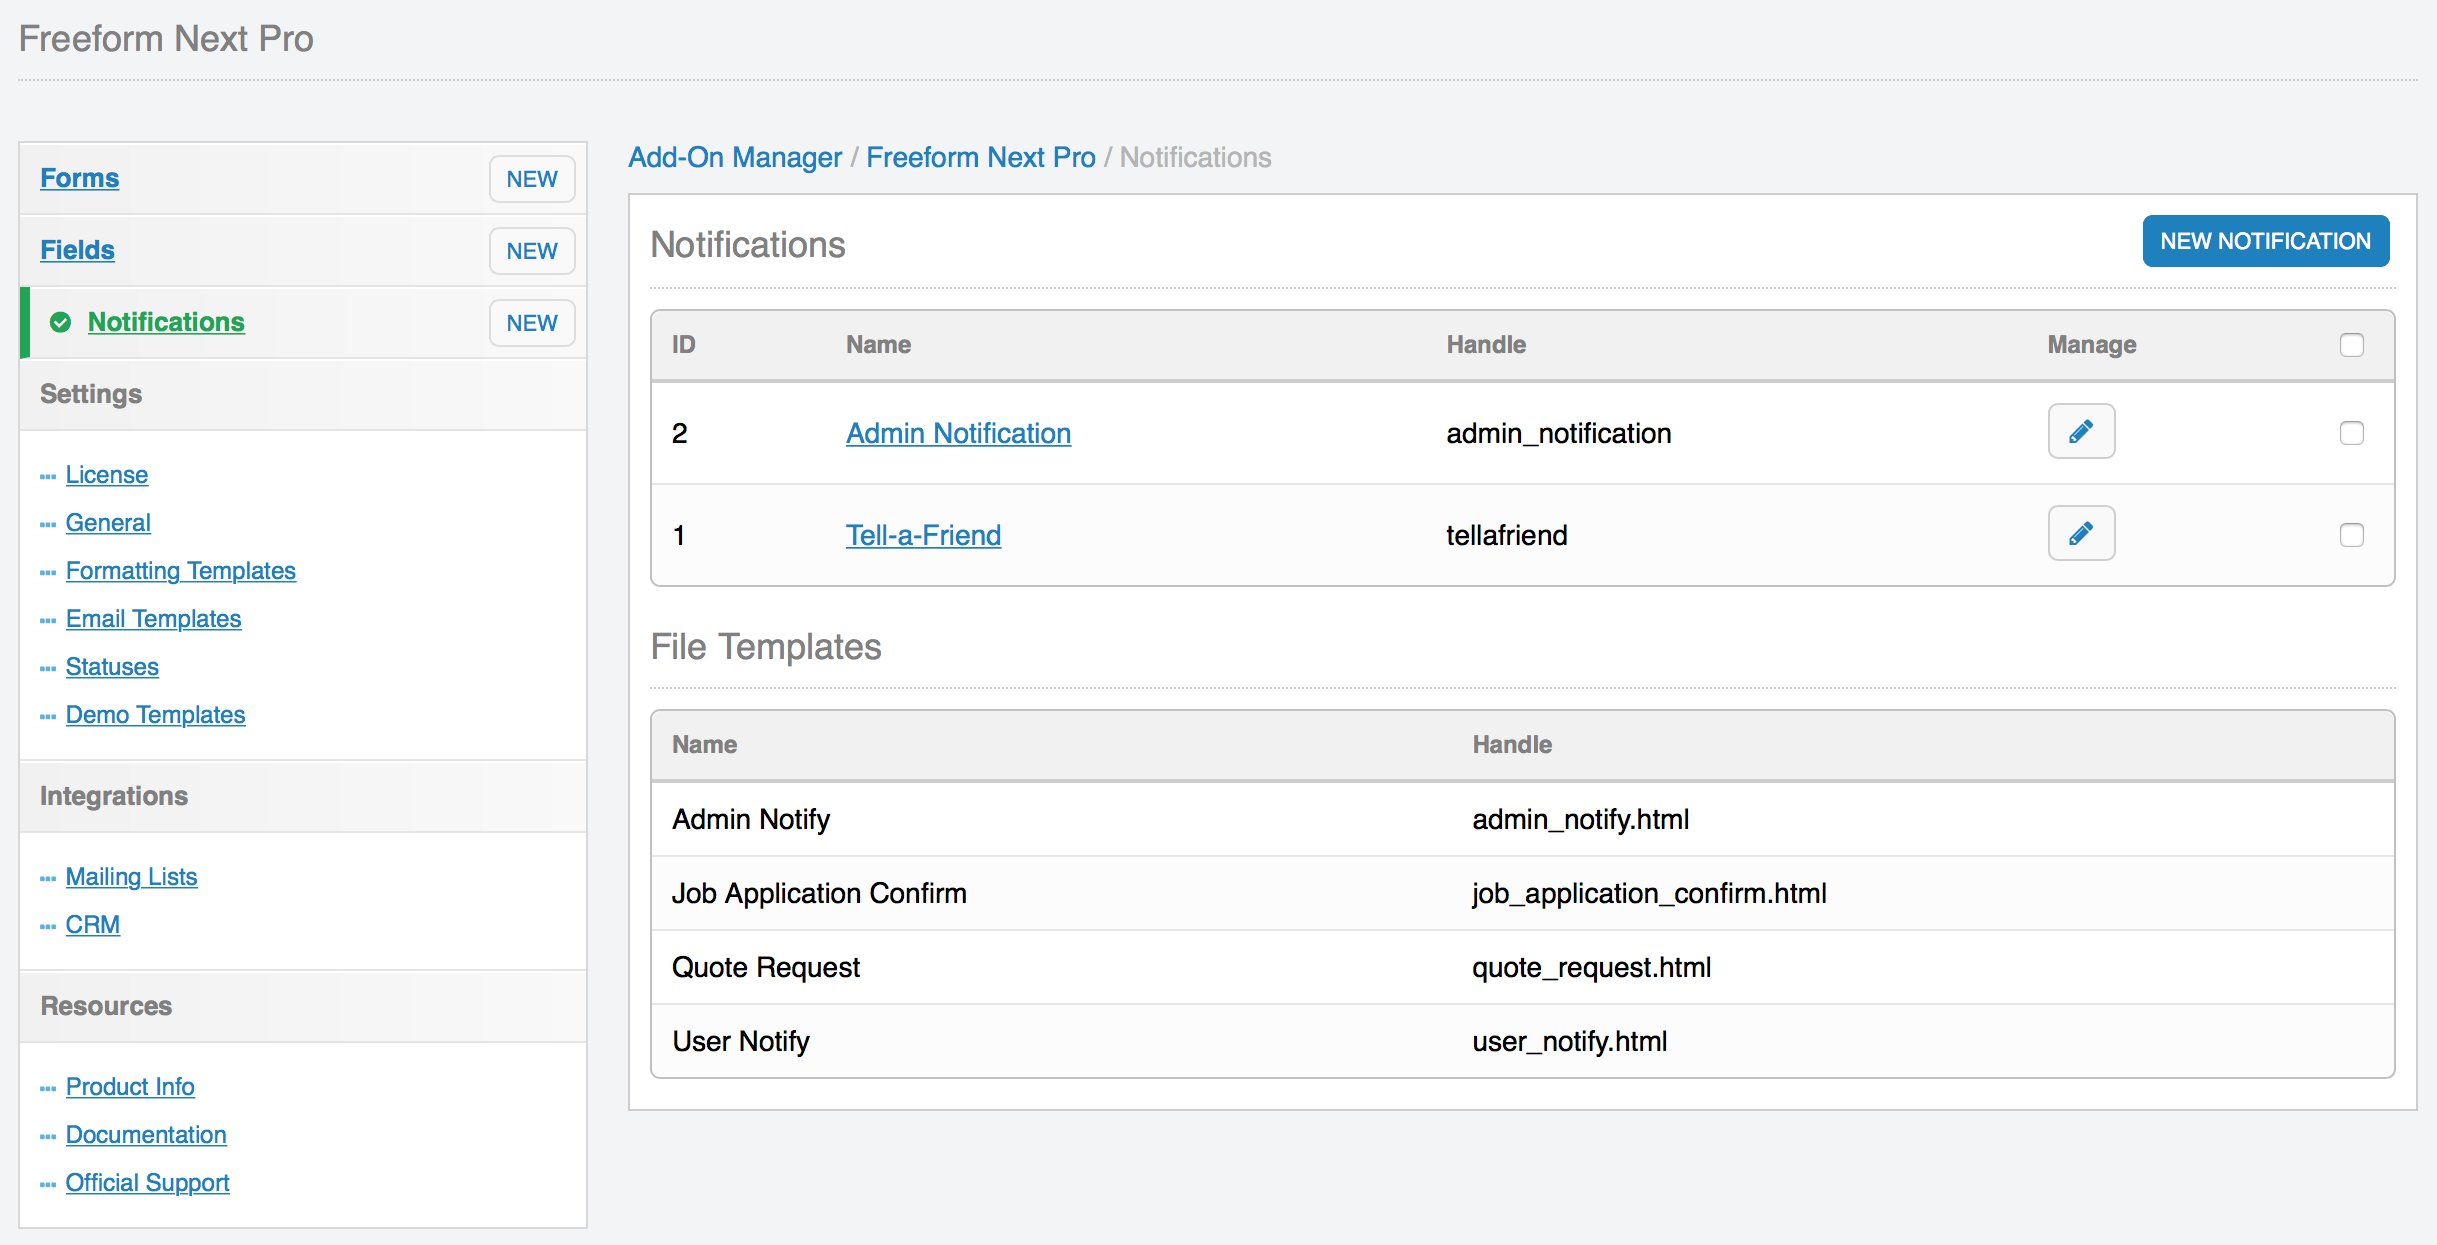 Freeform Next Pro
Forms NEW
Fields NEW
Notifications NEW
Settings
License
General
Formatting Templates
Email Templates
Statuses
Demo Templates
Integrations
Mailing Lists
CRM
Resources
Product Info
Documentation
Official Support
Add-On Manager / Freeform Next Pro / Notifications
Notifications NEW NOTIFICATION
ID Name Handle Manage
2 Admin Notification admin_notification
1 Tell-a-Friend tellafriend
File Templates
Name Handle
Admin Notify admin_notify.html
Job Application Confirm job_application_confirm.html
Quote Request quote_request.html
User Notify user_notify.html